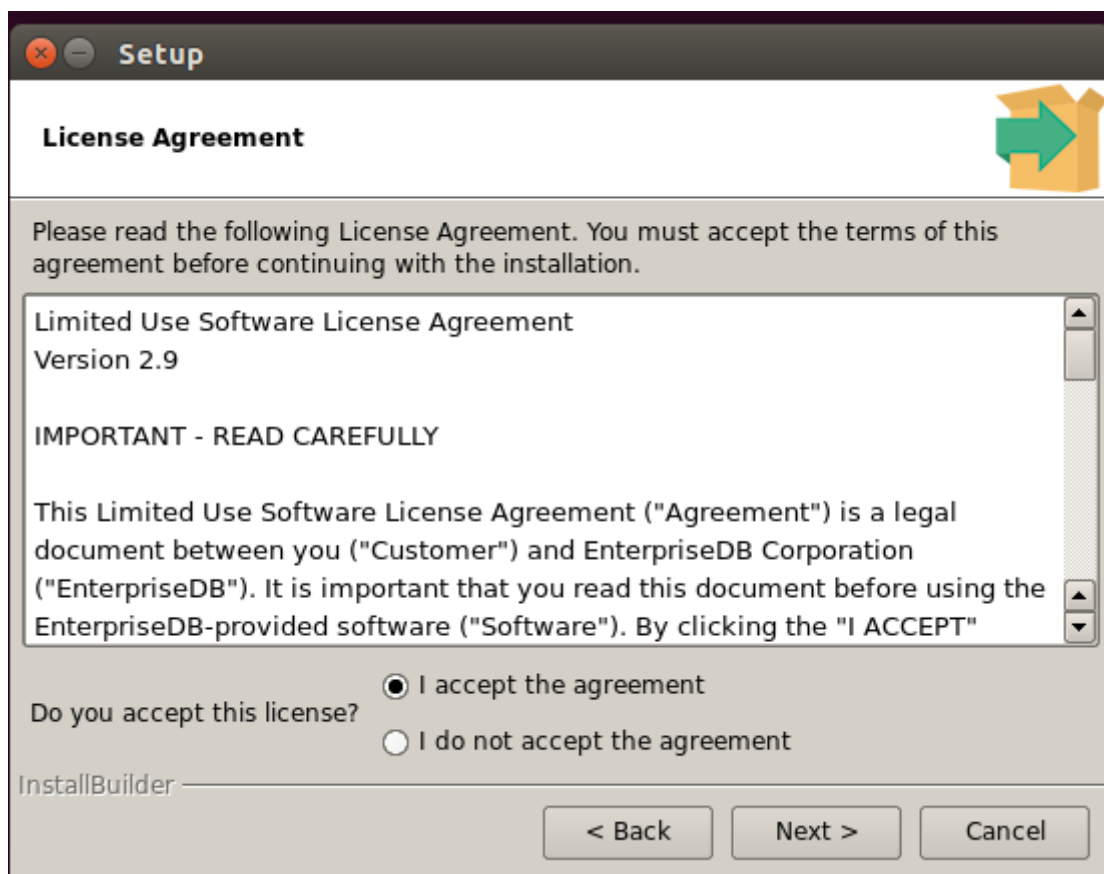 Setup
License Agreement
Please read the following License Agreement. You must accept the terms of this
agreement before continuing with the installation.
Limited Use Software License Agreement
Version 2.9
IMPORTANT - READ CAREFULLY
This Limited Use Software License Agreement ("Agreement") is a legal
document between you ("Customer") and EnterpriseDB Corporation
("EnterpriseDB"). It is important that you read this document before using the
EnterpriseDB-provided software ("Software"). By clicking the "I ACCEPT"
Do you accept this license?
I accept the agreement
I do not accept the agreement
InstallBuilder
< Back
Next >
Cancel